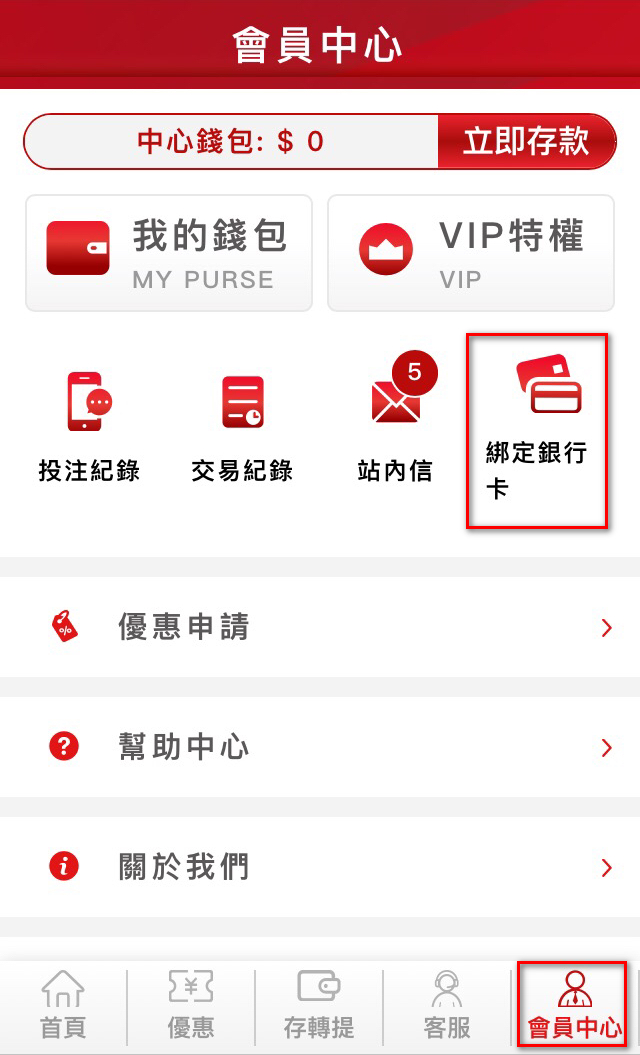 會員中心
中心錢包: $ 0
立即存款
我的錢包
MY PURSE
VIP特權
VIP
5
投注紀錄
交易紀錄
站內信
綁定銀行
卡
%
優惠申請
?
幫助中心
i
關於我們
¥
首頁
優惠
存轉提
客服
會員中心